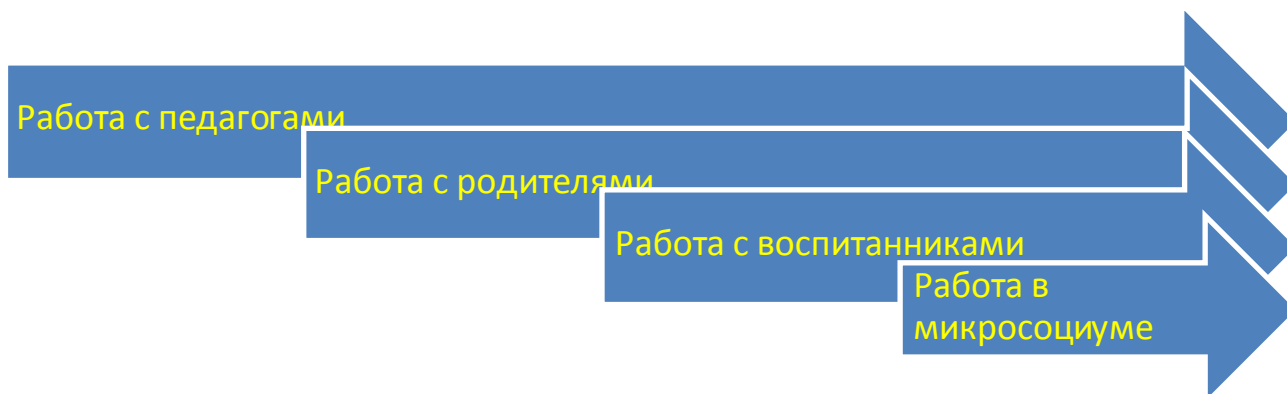 Работа с педагогами
Работа с родителями
Работа с воспитанниками
Работа в
микросоциуме